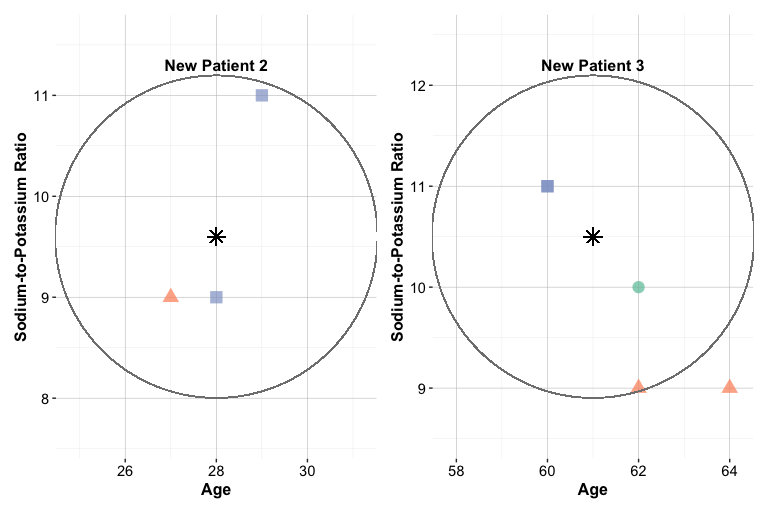 New Patient 2
Sodium-to-Potassium Ratio
11
10
9
8
26 28 30
Age
New Patient 3
Sodium-to-Potassium Ratio
12
11
10
9
58 60 62 64
Age